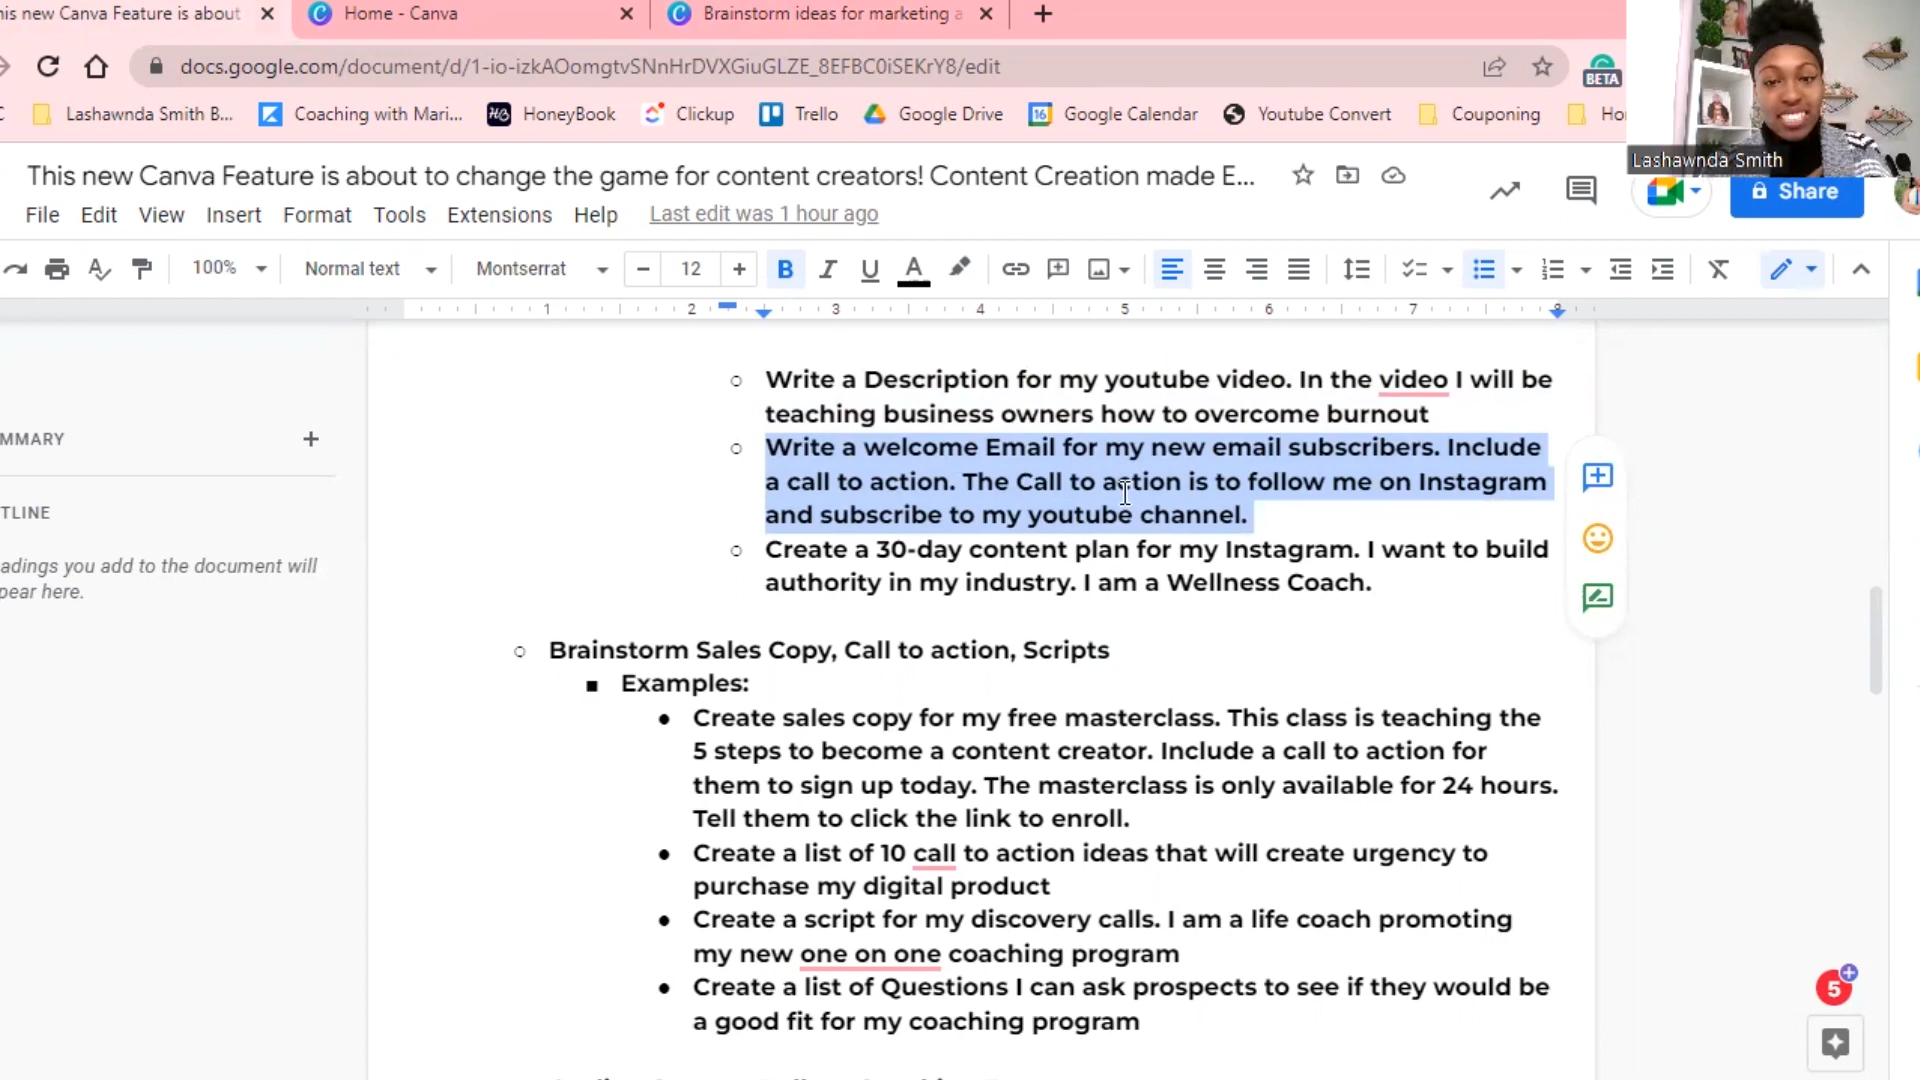 his new Canva Feature is about
Home - Canva
Brainstorm ideas for marketing a
docs.google.com/document/d/1-io-izkAOomgtvSNnHrDVXGiuGLZE_8EFBC0iSEKrY8/edit
BETA
Lashawnda Smith B...
Coaching with Mari...
HoneyBook
Clickup
Trello
Google Drive
16
Google Calendar
Youtube Convert
Couponing
Lashawnda Smith
This new Canva Feature is about to change the game for content creators! Content Creation made E...
Share
File Edit View Insert Format Tools Extensions Help Last edit was 1 hour ago
100% Normal text Montserrat − 12 + B I U A
1 2 3 4 5 6 7 8
Write a Description for my youtube video. In the video I will be
teaching business owners how to overcome burnout
Write a welcome Email for my new email subscribers. Include
a call to action. The Call to action is to follow me on Instagram
and subscribe to my youtube channel.
Create a 30-day content plan for my Instagram. I want to build
authority in my industry. I am a Wellness Coach.
MMARY
TLINE
adings you add to the document will
pear here.
Brainstorm Sales Copy, Call to action, Scripts
Examples:
Create sales copy for my free masterclass. This class is teaching the
5 steps to become a content creator. Include a call to action for
them to sign up today. The masterclass is only available for 24 hours.
Tell them to click the link to enroll.
Create a list of 10 call to action ideas that will create urgency to
purchase my digital product
Create a script for my discovery calls. I am a life coach promoting
my new one on one coaching program
Create a list of Questions I can ask prospects to see if they would be
a good fit for my coaching program
5